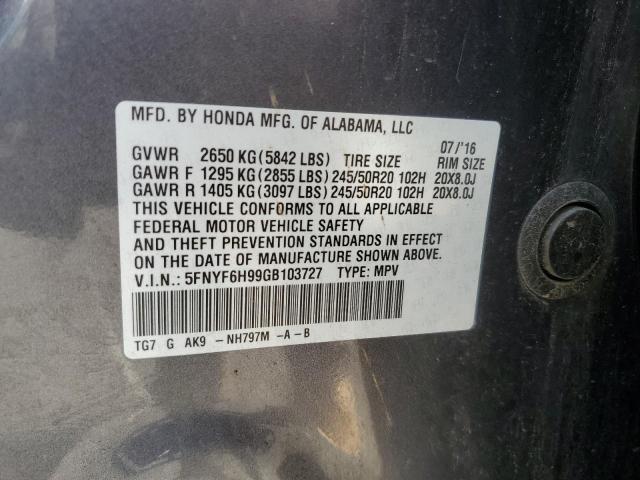 MFD. BY HONDA MFG. OF ALABAMA, LLC
07/'16
GVWR 2650 KG (5842 LBS) TIRE SIZE RIM SIZE
GAWR F 1295 KG (2855 LBS) 245/50R20 102H 20X8.0J
GAWR R 1405 KG (3097 LBS) 245/50R20 102H 20X8.0J
THIS VEHICLE CONFORMS TO ALL APPLICABLE
FEDERAL MOTOR VEHICLE SAFETY
AND THEFT PREVENTION STANDARDS IN EFFECT
ON THE DATE OF MANUFACTURE SHOWN ABOVE.
V.I.N.: 5FNYF6H99GB103727 TYPE: MPV
TG7 G AK9 -NH797M -A-B